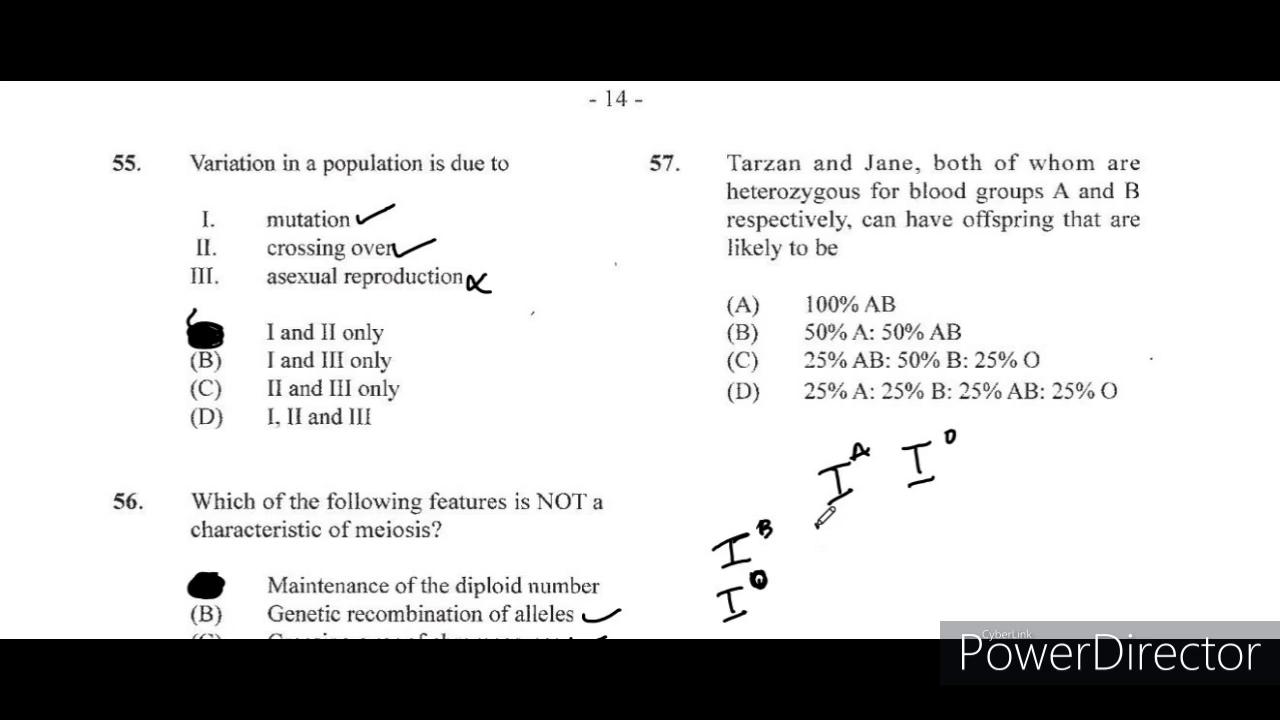 - 14 -
55. Variation in a population is due to
I. mutation
II. crossing over
III. asexual reproduction
I and II only
(B) I and III only
(C) II and III only
(D) I, II and III
56. Which of the following features is NOT a
characteristic of meiosis?
Maintenance of the diploid number
(B) Genetic recombination of alleles
57. Tarzan and Jane, both of whom are
heterozygous for blood groups A and B
respectively, can have offspring that are
likely to be
(A) 100% AB
(B) 50% A: 50% AB
(C) 25% AB: 50% B: 25% O
(D) 25% A: 25% B: 25% AB: 25% O
I^A I^O
I^B
I^O
CyberLink
PowerDirector